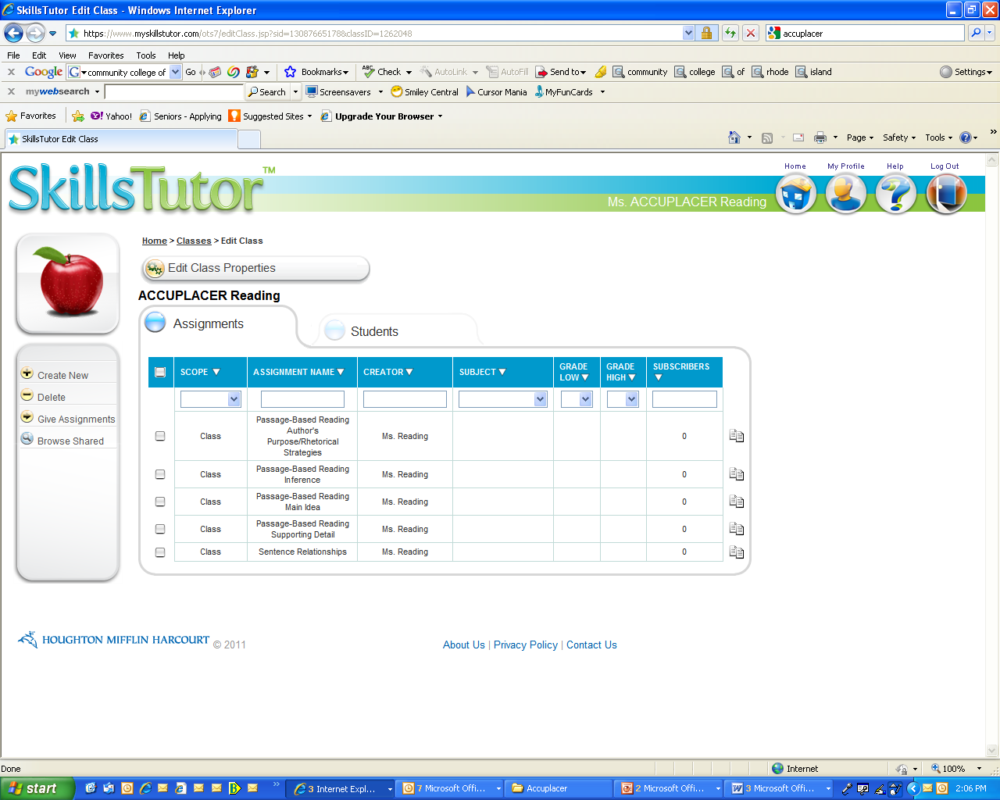 SkillsTutor Edit Class - Windows Internet Explorer
https://www.myskillstutor.com/ots7/editClass.jsp?sid=13087665178&classID=1262048
accuplacer
File Edit View Favorites Tools Help
x Google G community college of Go Bookmarks Check AutoLink AutoFill Send to community college of rhode island Settings
x mywebsearch Search Screensavers Smiley Central Cursor Mania MyFunCards
Favorites Yahoo! Seniors - Applying Suggested Sites Upgrade Your Browser
SkillsTutor Edit Class Page Safety Tools
SkillsTutor™
Home My Profile Help Log Out
Ms. ACCUPLACER Reading
Home > Classes > Edit Class
Edit Class Properties
ACCUPLACER Reading
Assignments
Students
Create New
Delete
Give Assignments
Browse Shared
SCOPE ▼ ASSIGNMENT NAME ▼ CREATOR ▼ SUBJECT ▼ GRADE LOW ▼ GRADE HIGH ▼ SUBSCRIBERS ▼
Class Passage-Based Reading Author's Purpose/Rhetorical Strategies Ms. Reading 0
Class Passage-Based Reading Inference Ms. Reading 0
Class Passage-Based Reading Main Idea Ms. Reading 0
Class Passage-Based Reading Supporting Detail Ms. Reading 0
Class Sentence Relationships Ms. Reading 0
HOUGHTON MIFFLIN HARCOURT © 2011
About Us | Privacy Policy | Contact Us
Done Internet 100%
start 3 Internet Expl... 7 Microsoft Offi... Accuplacer 2 Microsoft Offi... 3 Microsoft Offi... 2:06 PM